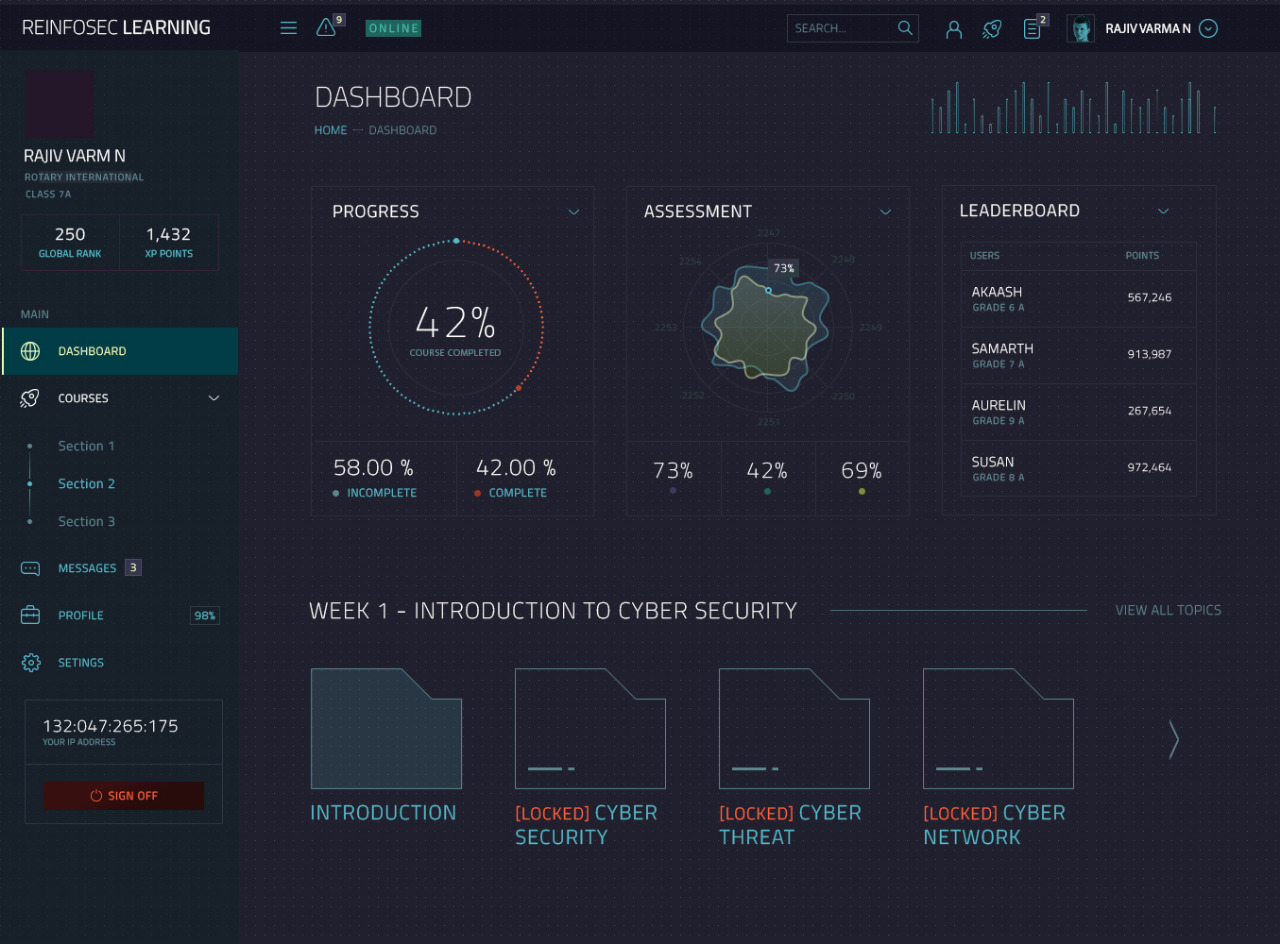 REINFOSEC LEARNING
9
ONLINE
SEARCH...
2
RAJIV VARMA N
RAJIV VARM N
ROTARY INTERNATIONAL
CLASS 7A
250
GLOBAL RANK
1,432
XP POINTS
MAIN
DASHBOARD
COURSES
Section 1
Section 2
Section 3
MESSAGES 3
PROFILE 98%
SETINGS
132:047:265:175
YOUR IP ADDRESS
SIGN OFF
DASHBOARD
HOME — DASHBOARD
PROGRESS
42%
COURSE COMPLETED
58.00 %
INCOMPLETE
42.00 %
COMPLETE
ASSESSMENT
2247
2248
2249
2250
2251
2252
2253
2254
73%
73%
42%
69%
LEADERBOARD
USERS POINTS
AKAASH 567,246
GRADE 6 A
SAMARTH 913,987
GRADE 7 A
AURELIN 267,654
GRADE 9 A
SUSAN 972,464
GRADE 8 A
WEEK 1 - INTRODUCTION TO CYBER SECURITY
VIEW ALL TOPICS
INTRODUCTION
[LOCKED] CYBER
SECURITY
[LOCKED] CYBER
THREAT
[LOCKED] CYBER
NETWORK